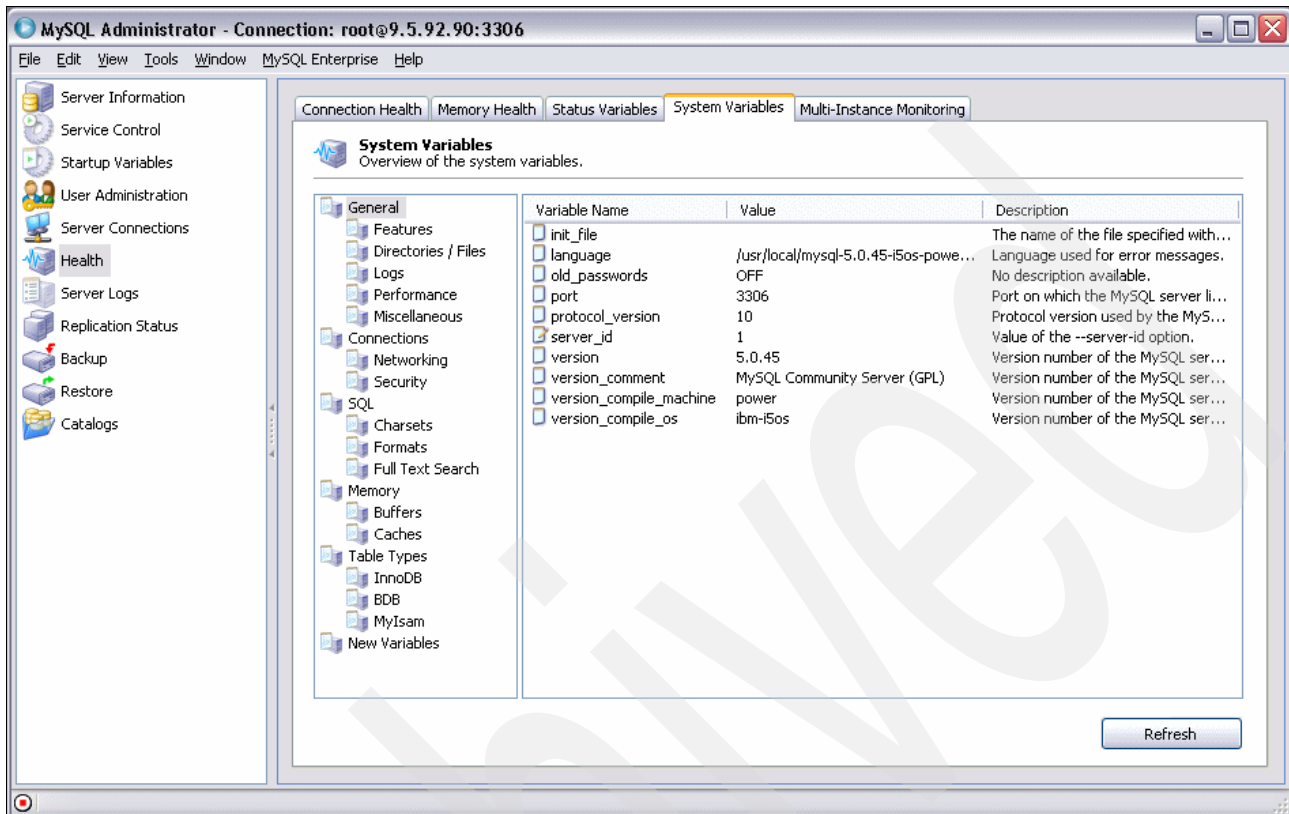 MySQL Administrator - Connection: root@9.5.92.90:3306
File Edit View Tools Window MySQL Enterprise Help
Server Information
Service Control
Startup Variables
User Administration
Server Connections
Health
Server Logs
Replication Status
Backup
Restore
Catalogs
Connection Health Memory Health Status Variables System Variables Multi-Instance Monitoring
System Variables
Overview of the system variables.
General
Features
Directories / Files
Logs
Performance
Miscellaneous
Connections
Networking
Security
SQL
Charsets
Formats
Full Text Search
Memory
Buffers
Caches
Table Types
InnoDB
BDB
MyIsam
New Variables
Variable Name Value Description
init_file The name of the file specified with...
language /usr/local/mysql-5.0.45-i5os-powe... Language used for error messages.
old_passwords OFF No description available.
port 3306 Port on which the MySQL server li...
protocol_version 10 Protocol version used by the MyS...
server_id 1 Value of the --server-id option.
version 5.0.45 Version number of the MySQL ser...
version_comment MySQL Community Server (GPL) Version number of the MySQL ser...
version_compile_machine power Version number of the MySQL ser...
version_compile_os ibm-i5os Version number of the MySQL ser...
Refresh